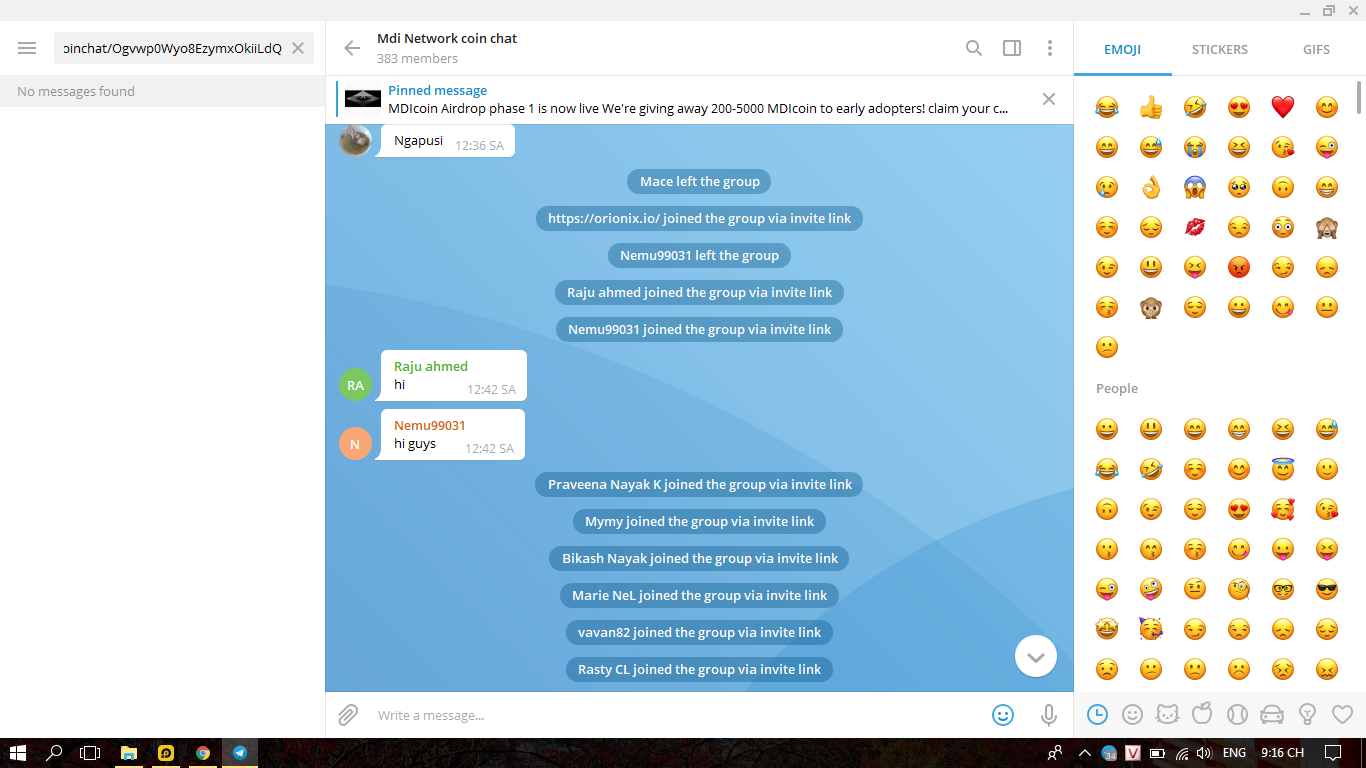 oinchat/Ogvwp0Wyo8EzymxOkiiLdQ
No messages found
Mdi Network coin chat
383 members
Pinned message
MDIcoin Airdrop phase 1 is now live We're giving away 200-5000 MDIcoin to early adopters! claim your c...
Ngapusi 12:36 SA
Mace left the group
https://orionix.io/ joined the group via invite link
Nemu99031 left the group
Raju ahmed joined the group via invite link
Nemu99031 joined the group via invite link
RA
Raju ahmed
hi 12:42 SA
N
Nemu99031
hi guys 12:42 SA
Praveena Nayak K joined the group via invite link
Mymy joined the group via invite link
Bikash Nayak joined the group via invite link
Marie NeL joined the group via invite link
vavan82 joined the group via invite link
Rasty CL joined the group via invite link
Write a message...
EMOJI STICKERS GIFS
People
34 V ENG 9:16 CH